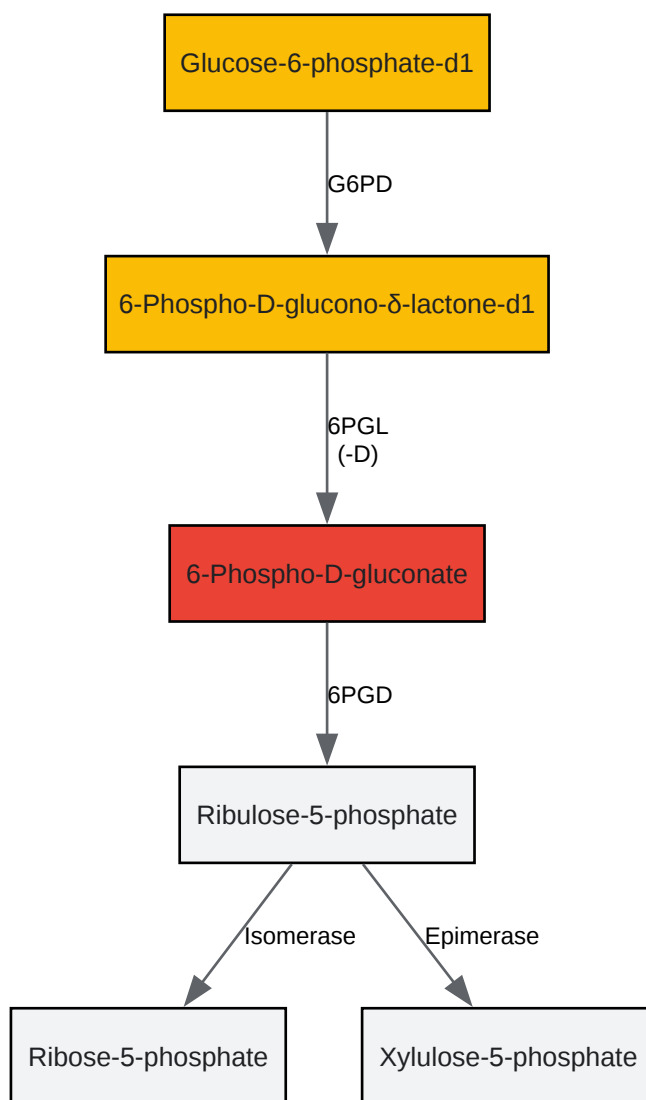 Glucose-6-phosphate-d1
G6PD
6-Phospho-D-glucono-δ-lactone-d1
6PGL
(-D)
6-Phospho-D-gluconate
6PGD
Ribulose-5-phosphate
Isomerase
Epimerase
Ribose-5-phosphate
Xylulose-5-phosphate